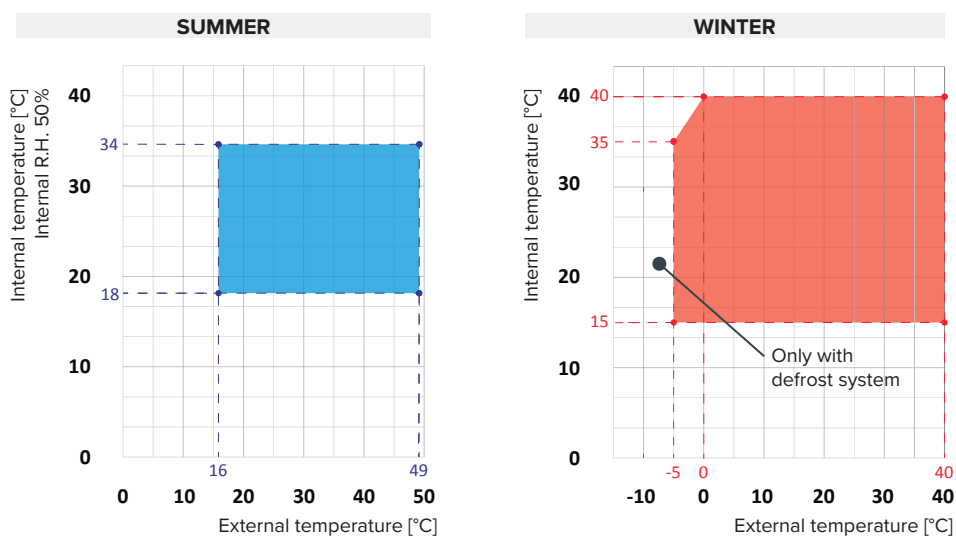 SUMMER
Internal temperature [°C]
Internal R.H. 50%
40
34
30
20
18
10
0
16
49
0 10 20 30 40 50
External temperature [°C]
WINTER
Internal temperature [°C]
40 40
35
30
20
15
10
0
Only with
defrost system
-5 0 40
-10 0 10 20 30 40
External temperature [°C]